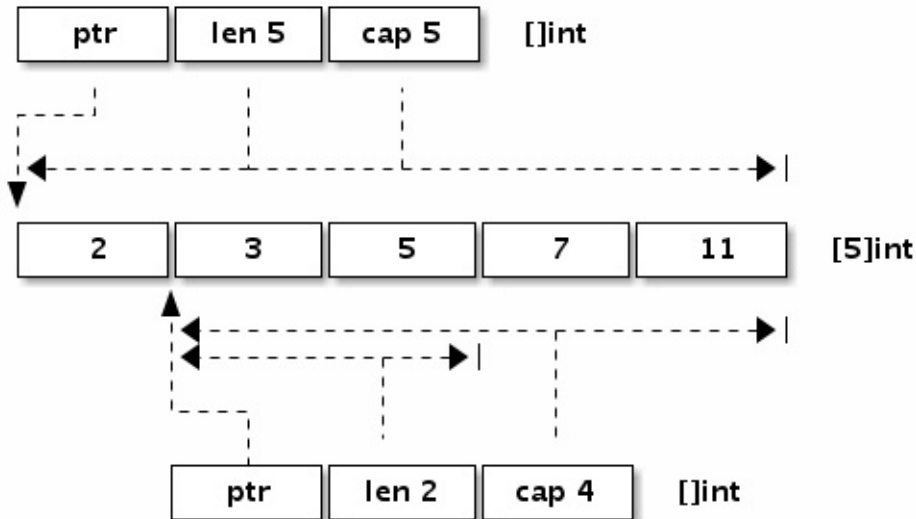 ptr len 5 cap 5 []int
2 3 5 7 11 [5]int
ptr len 2 cap 4 []int